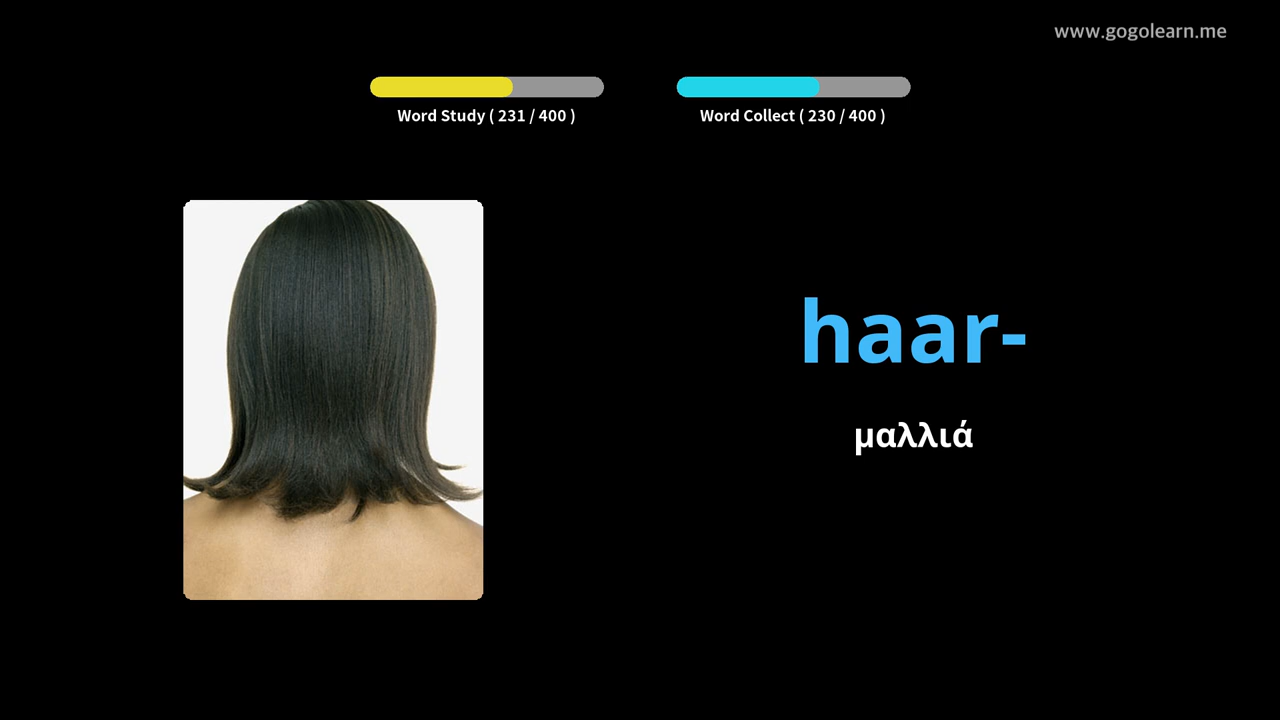 www.gogolearn.me
Word Study ( 231 / 400 )
Word Collect ( 230 / 400 )
haar-
μαλλιά